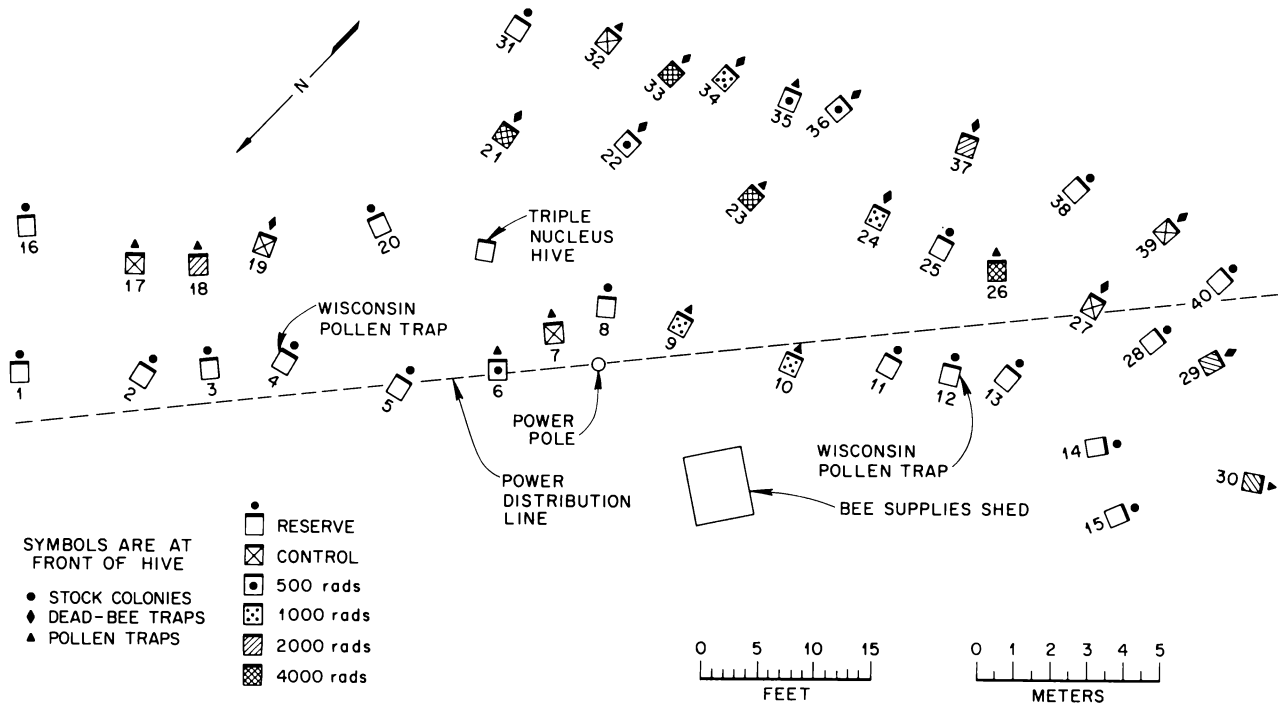 N
31
32
33
34
35
36
21
22
37
23
38
16
17
18
19
20
TRIPLE
NUCLEUS
HIVE
24
25
26
39
40
27
WISCONSIN
POLLEN TRAP
8
7
9
28
29
1
2
3
4
5
6
10
11
12
13
POWER
POLE
14
WISCONSIN
POLLEN TRAP
30
POWER
DISTRIBUTION
LINE
BEE SUPPLIES SHED
15
SYMBOLS ARE AT
FRONT OF HIVE
STOCK COLONIES
DEAD-BEE TRAPS
POLLEN TRAPS
RESERVE
CONTROL
500 rads
1000 rads
2000 rads
4000 rads
0 5 10 15
FEET
0 1 2 3 4 5
METERS